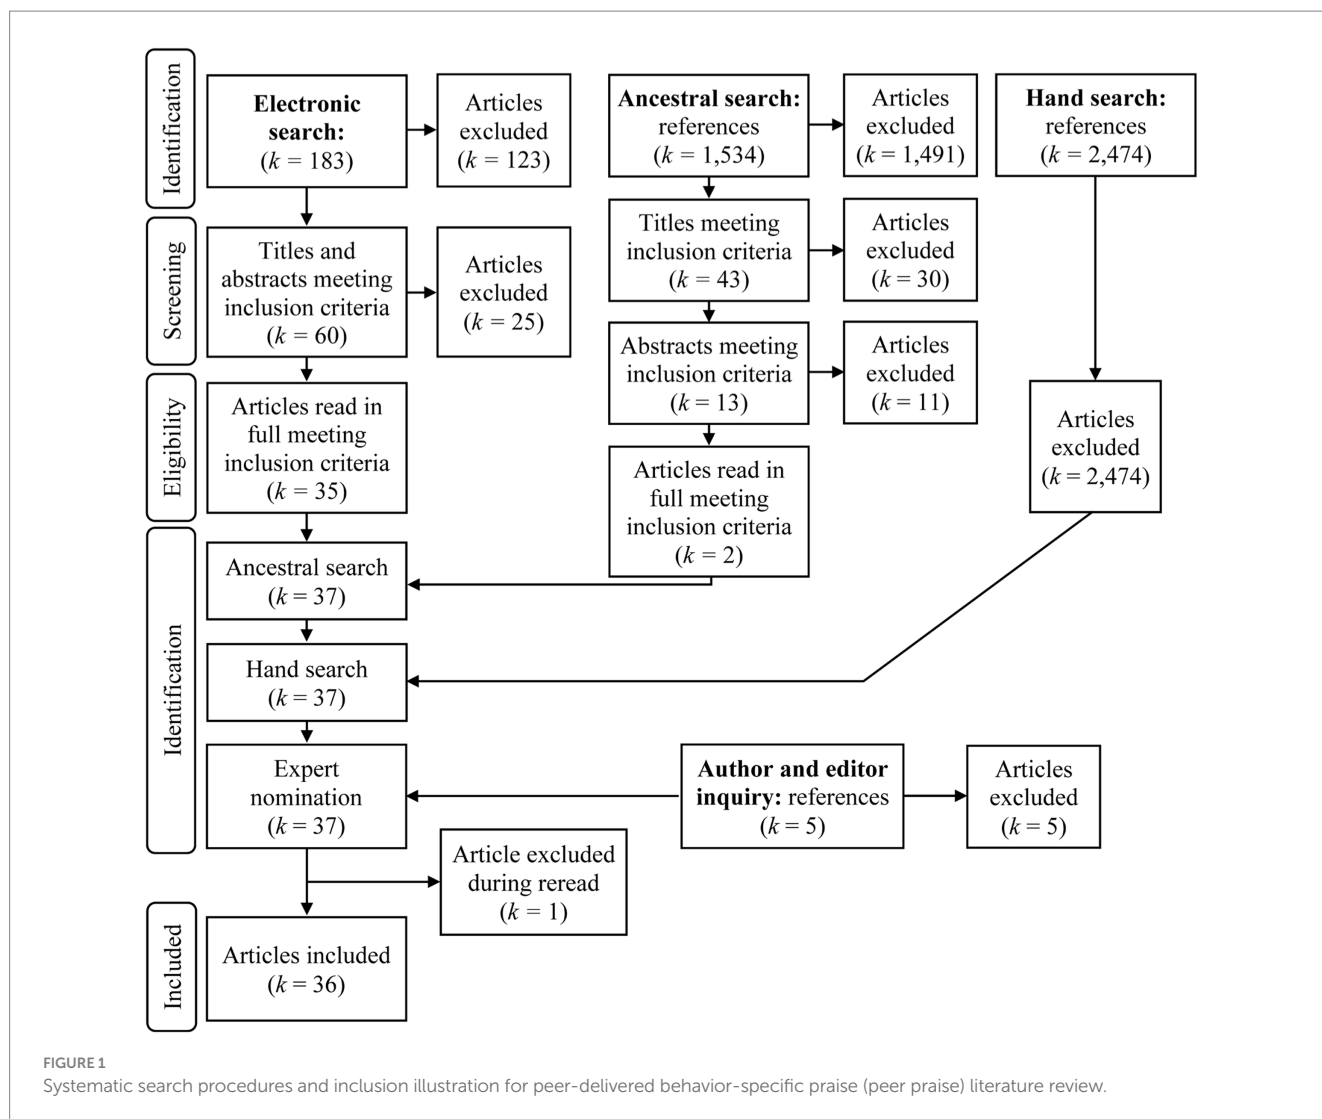 Identification
Electronic
search:
(k = 183)
Articles
excluded
(k = 123)
Ancestral search:
references
(k = 1,534)
Articles
excluded
(k = 1,491)
Hand search:
references
(k = 2,474)
Screening
Titles and
abstracts meeting
inclusion criteria
(k = 60)
Articles
excluded
(k = 25)
Titles meeting
inclusion criteria
(k = 43)
Articles
excluded
(k = 30)
Abstracts meeting
inclusion criteria
(k = 13)
Articles
excluded
(k = 11)
Eligibility
Articles read in
full meeting
inclusion criteria
(k = 35)
Articles read in
full meeting
inclusion criteria
(k = 2)
Articles
excluded
(k = 2,474)
Identification
Ancestral search
(k = 37)
Hand search
(k = 37)
Expert
nomination
(k = 37)
Author and editor
inquiry: references
(k = 5)
Articles
excluded
(k = 5)
Article excluded
during reread
(k = 1)
Included
Articles included
(k = 36)
FIGURE 1
Systematic search procedures and inclusion illustration for peer-delivered behavior-specific praise (peer praise) literature review.